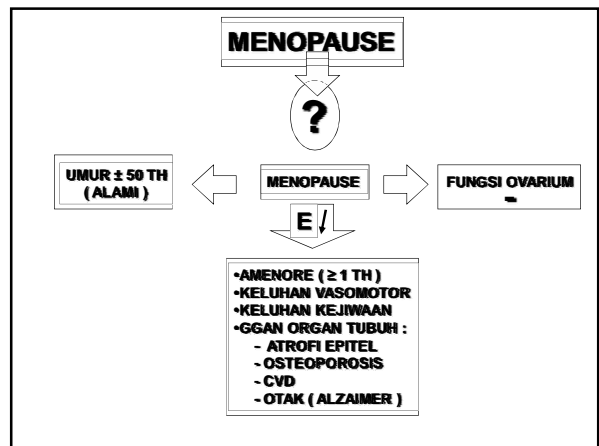 MENOPAUSE
?
UMUR ± 50 TH
( ALAMI )
MENOPAUSE
FUNGSI OVARIUM
-
E ↓
•AMENORE ( ≥ 1 TH )
•KELUHAN VASOMOTOR
•KELUHAN KEJIWAAN
•GGAN ORGAN TUBUH :
- ATROFI EPITEL
- OSTEOPOROSIS
- CVD
- OTAK ( ALZAIMER )